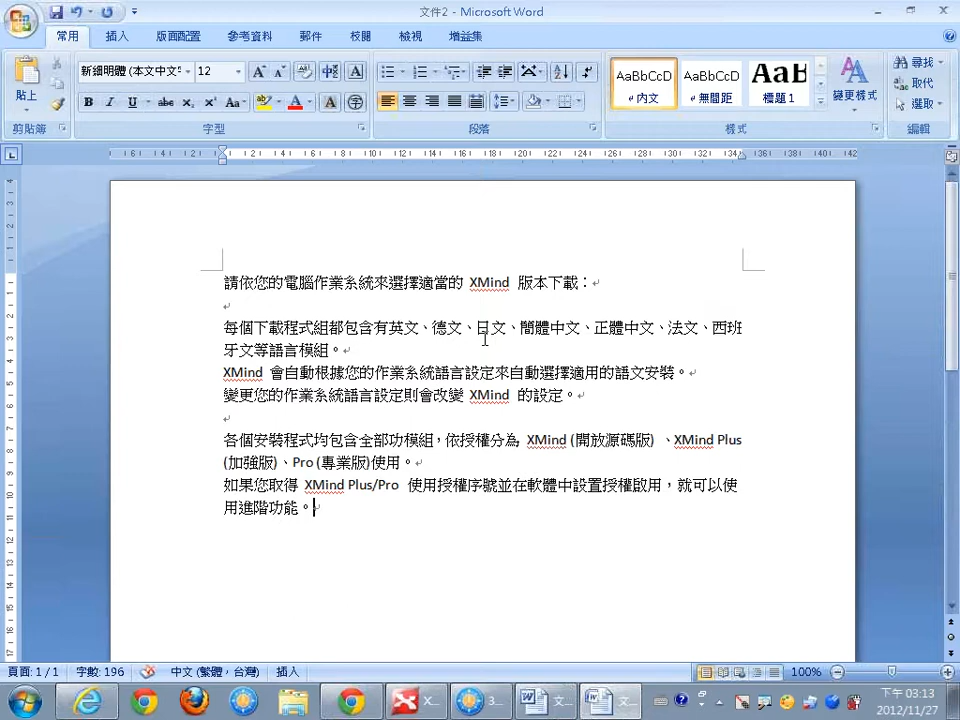 文件2 - Microsoft Word
常用 插入 版面配置 參考資料 郵件 校閱 檢視 增益集
貼上
新細明體 (本文中文 12
AaBbCcD AaBbCcD AaBb
內文 無間距 標題 1
變更樣式
尋找
取代
選取
剪貼簿 字型 段落 樣式 編輯
請依您的電腦作業系統來選擇適當的 XMind 版本下載：
每個下載程式組都包含有英文、德文、日文、簡體中文、正體中文、法文、西班
牙文等語言模組。
XMind 會自動根據您的作業系統語言設定來自動選擇適用的語文安裝。
變更您的作業系統語言設定則會改變 XMind 的設定。
各個安裝程式均包含全部功模組，依授權分為 XMind (開放源碼版) 、XMind Plus
(加強版)、Pro (專業版)使用。
如果您取得 XMind Plus/Pro 使用授權序號並在軟體中設置授權啟用，就可以使
用進階功能。
頁面: 1 / 1 字數: 196 中文 (繁體，台灣) 插入 100%
X... 3... 文... 文...
下午 03:13
2012/11/27